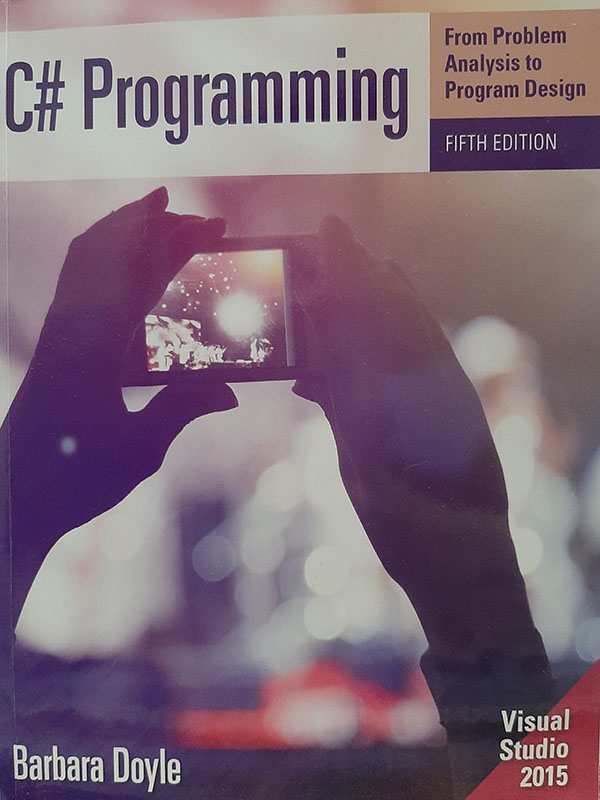 C# Programming
From Problem
Analysis to
Program Design
FIFTH EDITION
Barbara Doyle
Visual
Studio
2015